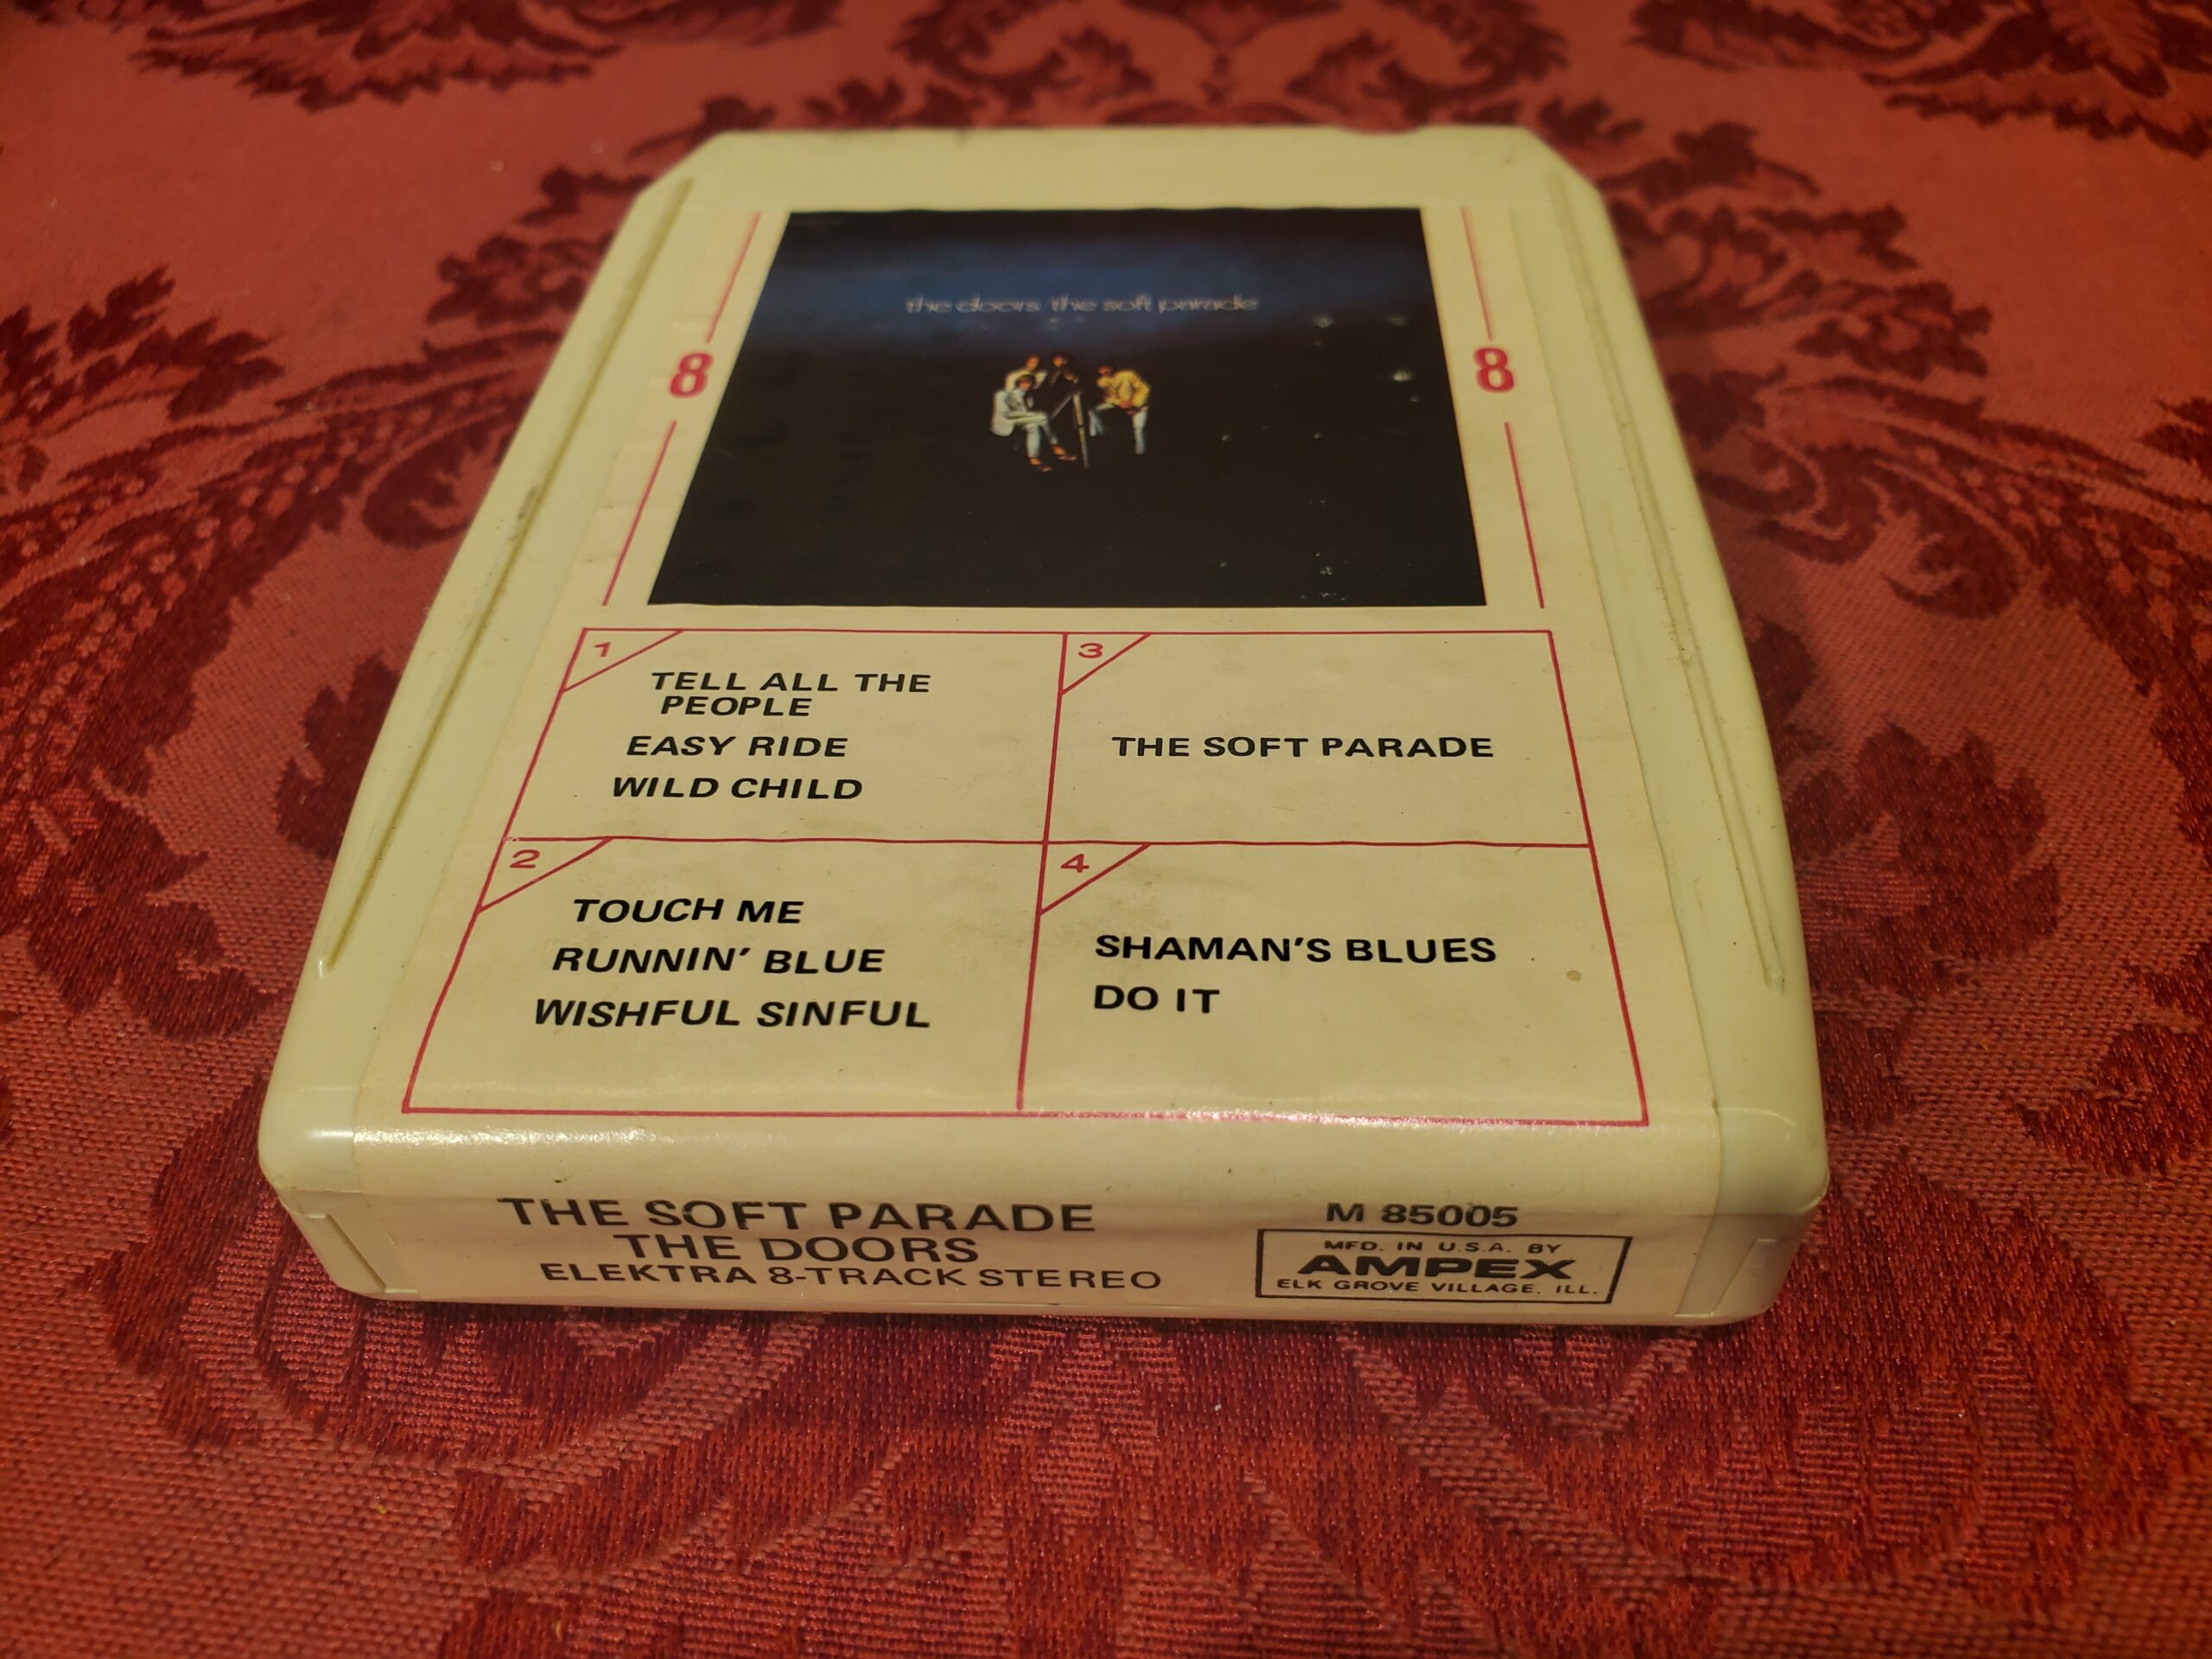 the doors / the soft parade
8
8
1
TELL ALL THE
PEOPLE
EASY RIDE
WILD CHILD
3
THE SOFT PARADE
2
TOUCH ME
RUNNIN' BLUE
WISHFUL SINFUL
4
SHAMAN'S BLUES
DO IT
THE SOFT PARADE
THE DOORS
ELEKTRA 8-TRACK STEREO
M 85005
MFD. IN U.S.A. BY
AMPEX
ELK GROVE VILLAGE, ILL.